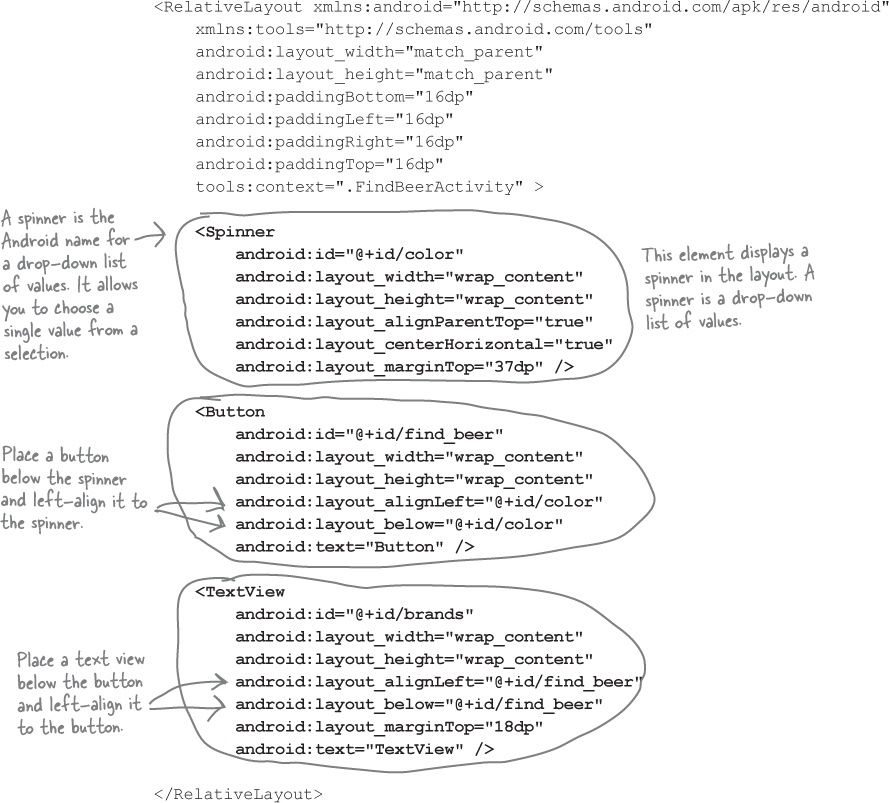 <RelativeLayout xmlns:android="http://schemas.android.com/apk/res/android"
xmlns:tools="http://schemas.android.com/tools"
android:layout_width="match_parent"
android:layout_height="match_parent"
android:paddingBottom="16dp"
android:paddingLeft="16dp"
android:paddingRight="16dp"
android:paddingTop="16dp"
tools:context=".FindBeerActivity" >
A spinner is the
Android name for
a drop-down list
of values. It allows
you to choose a
single value from a
selection.
<Spinner
android:id="@+id/color"
android:layout_width="wrap_content"
android:layout_height="wrap_content"
android:layout_alignParentTop="true"
android:layout_centerHorizontal="true"
android:layout_marginTop="37dp" />
This element displays a
spinner in the layout. A
spinner is a drop-down
list of values.
<Button
android:id="@+id/find_beer"
android:layout_width="wrap_content"
android:layout_height="wrap_content"
android:layout_alignLeft="@+id/color"
android:layout_below="@+id/color"
android:text="Button" />
Place a button
below the spinner
and left-align it to
the spinner.
<TextView
android:id="@+id/brands"
android:layout_width="wrap_content"
android:layout_height="wrap_content"
android:layout_alignLeft="@+id/find_beer"
android:layout_below="@+id/find_beer"
android:layout_marginTop="18dp"
android:text="TextView" />
Place a text view
below the button
and left-align it
to the button.
</RelativeLayout>